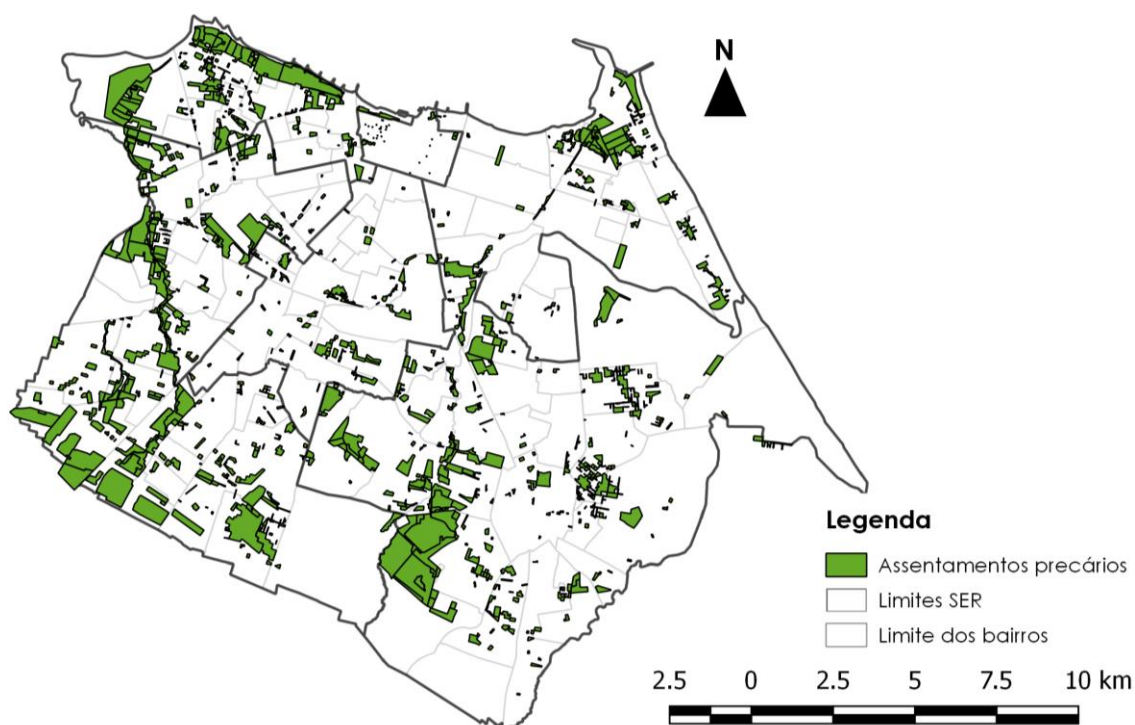 N
Legenda
Assentamentos precários
Limites SER
Limite dos bairros
2.5 0 2.5 5 7.5 10 km